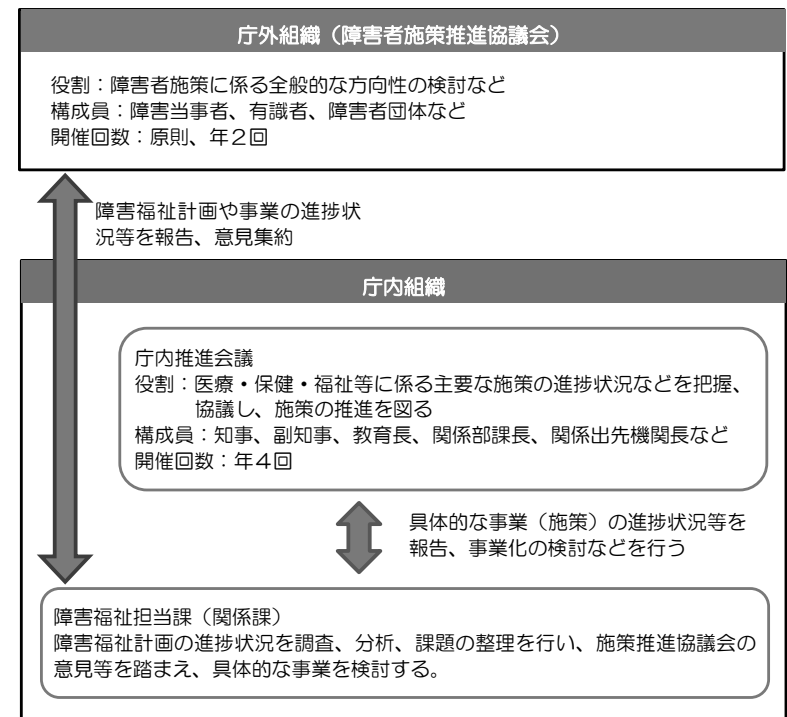 庁外組織（障害者施策推進協議会）
役割：障害者施策に係る全般的な方向性の検討など
構成員：障害当事者、有識者、障害者団体など
開催回数：原則、年２回
障害福祉計画や事業の進捗状
況等を報告、意見集約
庁内組織
庁内推進会議
役割：医療・保健・福祉等に係る主要な施策の進捗状況などを把握、
協議し、施策の推進を図る
構成員：知事、副知事、教育長、関係部課長、関係出先機関長など
開催回数：年４回
具体的な事業（施策）の進捗状況等を
報告、事業化の検討などを行う
障害福祉担当課（関係課）
障害福祉計画の進捗状況を調査、分析、課題の整理を行い、施策推進協議会の
意見等を踏まえ、具体的な事業を検討する。